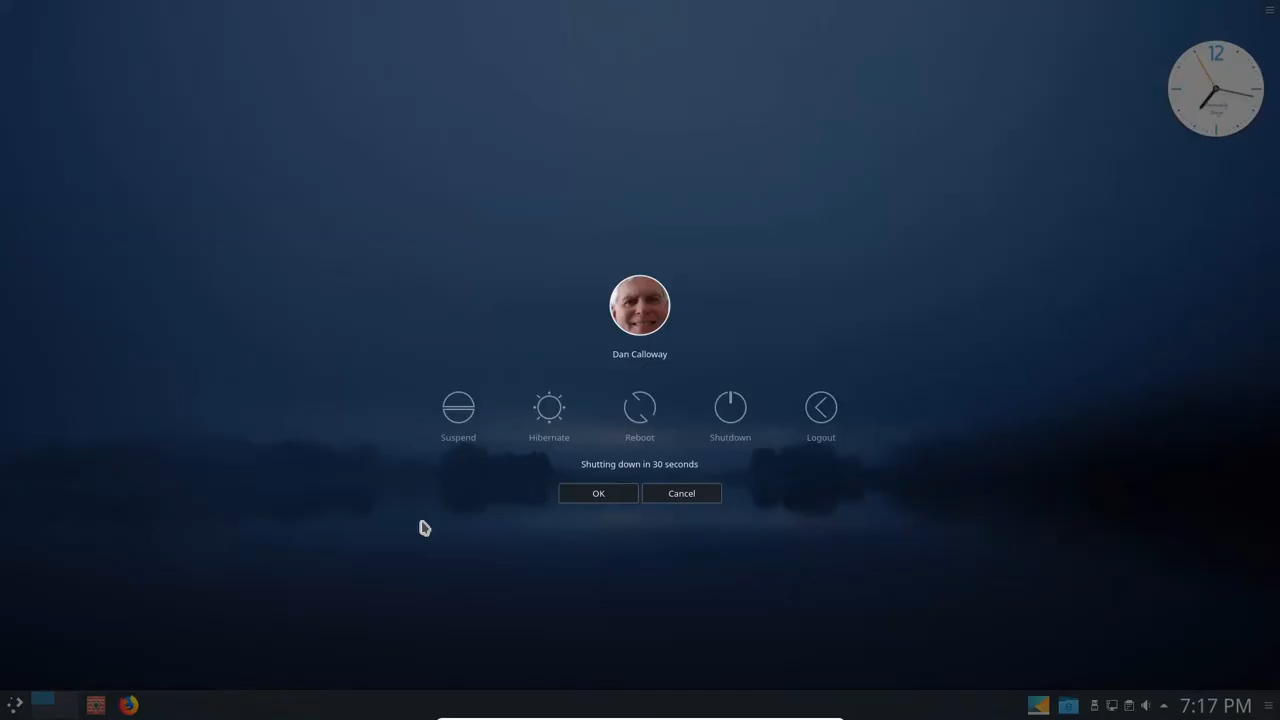 12
Dan Calloway
Suspend
Hibernate
Reboot
Shutdown
Logout
Shutting down in 30 seconds
OK
Cancel
7:17 PM